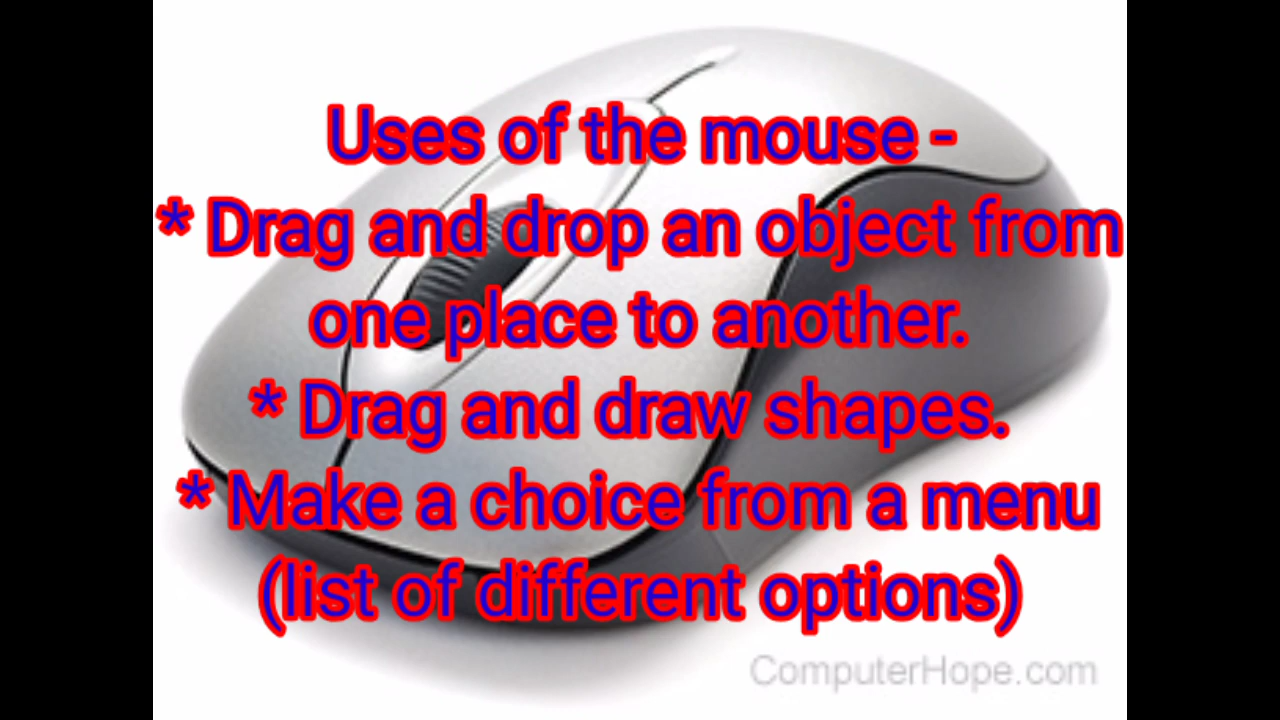 Uses of the mouse -
* Drag and drop an object from
one place to another.
* Drag and draw shapes.
* Make a choice from a menu
(list of different options)
ComputerHope.com